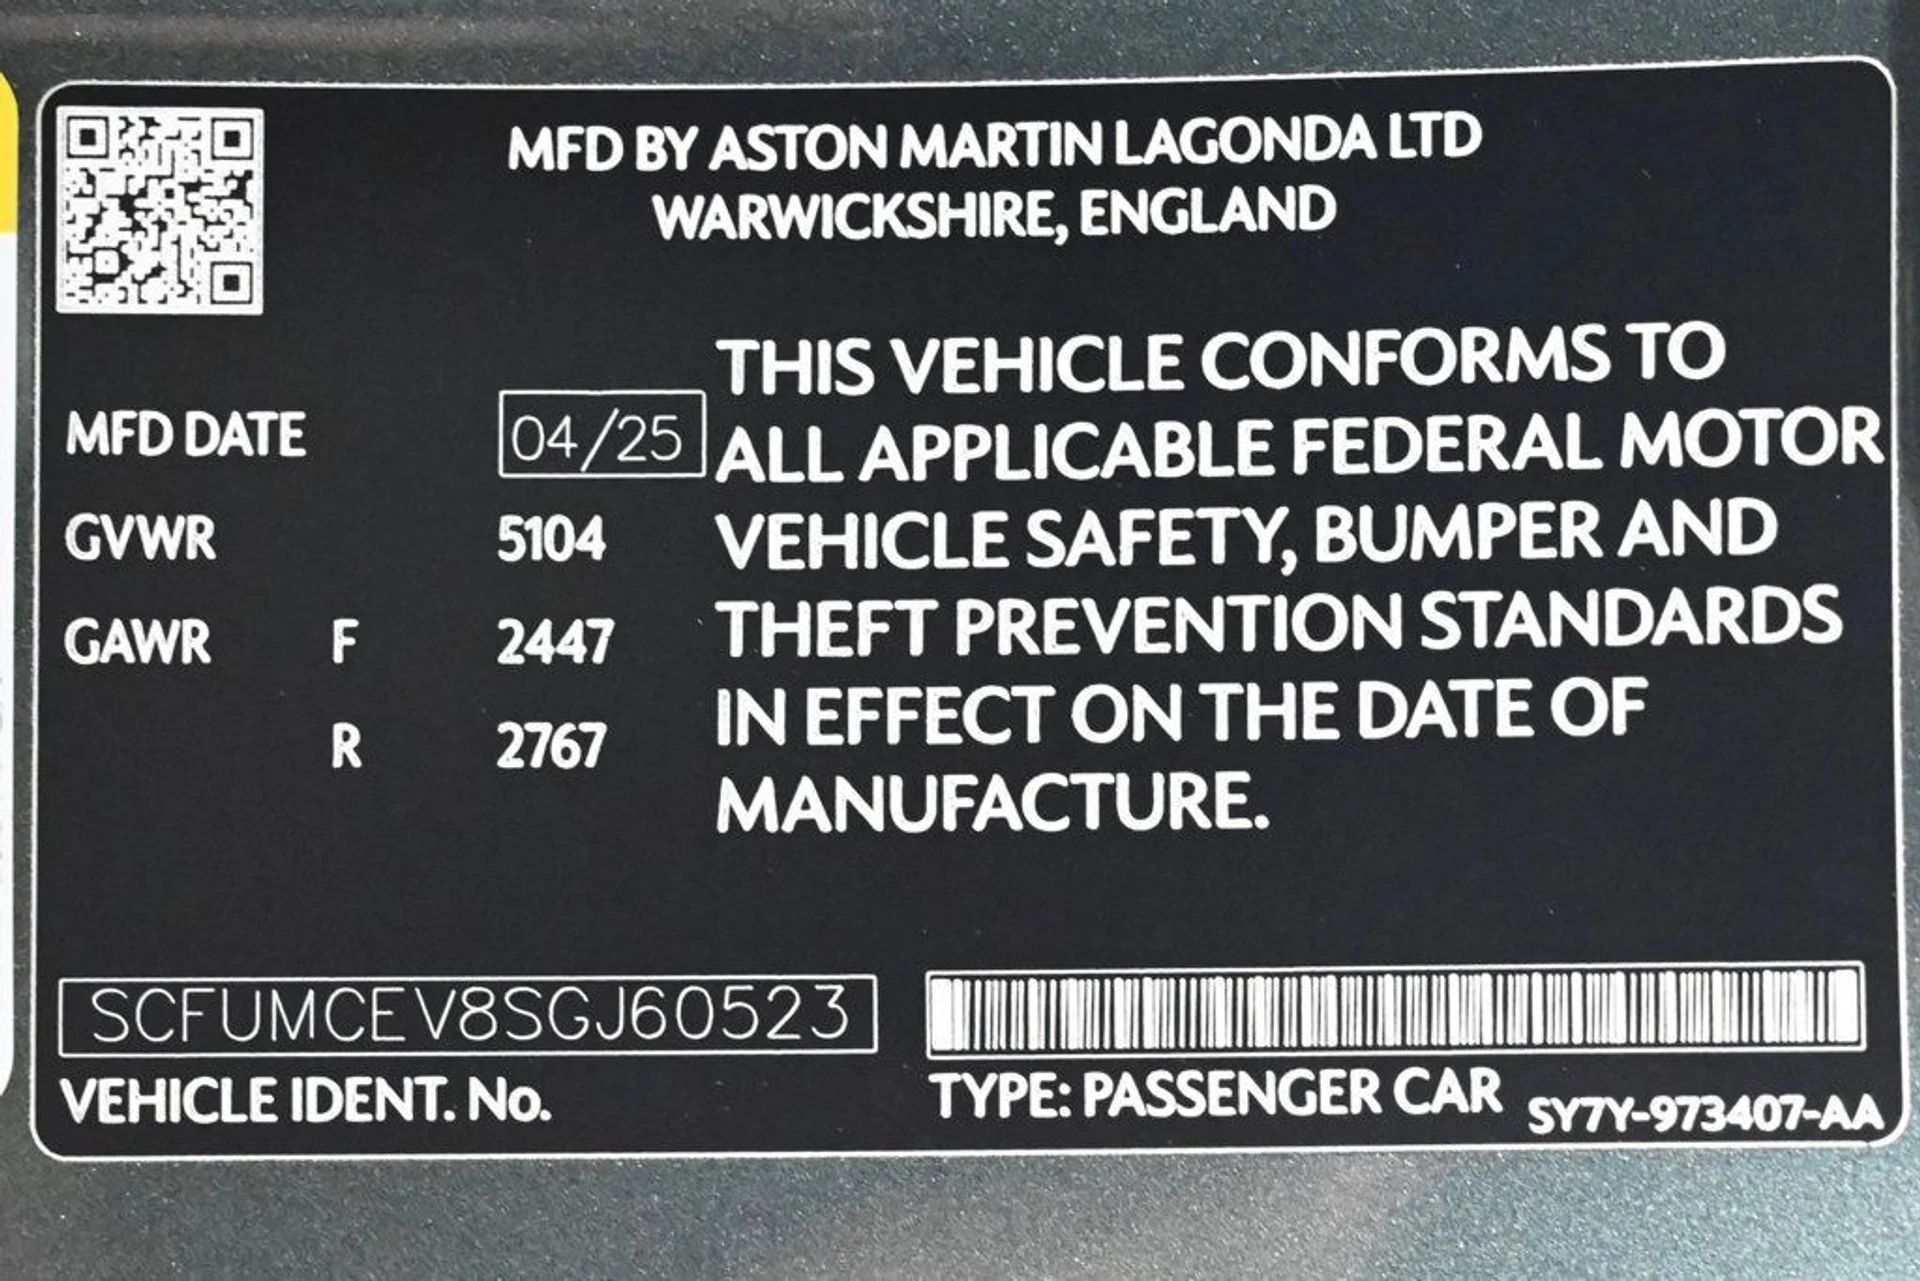 MFD BY ASTON MARTIN LAGONDA LTD
WARWICKSHIRE, ENGLAND
MFD DATE 04/25
GVWR 5104
GAWR F 2447
R 2767
THIS VEHICLE CONFORMS TO
ALL APPLICABLE FEDERAL MOTOR
VEHICLE SAFETY, BUMPER AND
THEFT PREVENTION STANDARDS
IN EFFECT ON THE DATE OF
MANUFACTURE.
SCFUMCEV8SGJ60523
VEHICLE IDENT. No.
TYPE: PASSENGER CAR
SY7Y-973407-AA